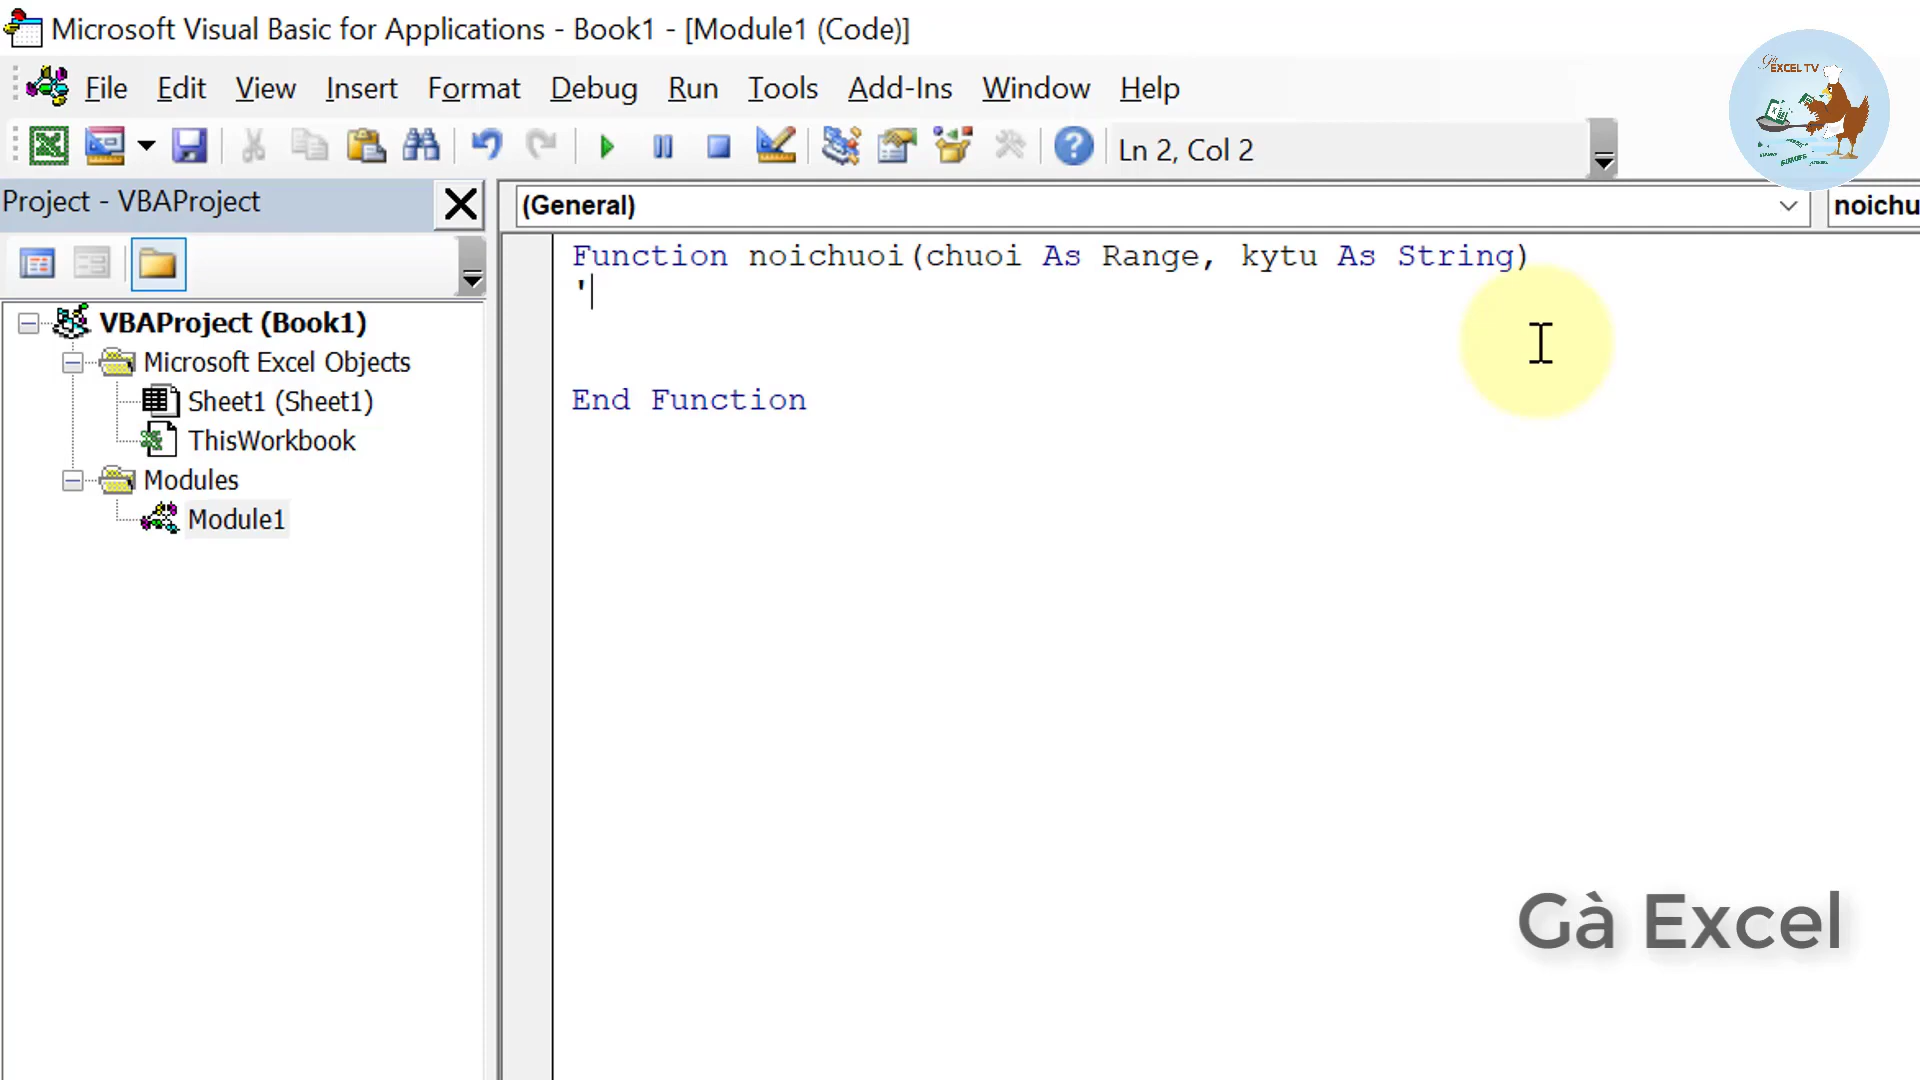 Microsoft Visual Basic for Applications - Book1 - [Module1 (Code)]
File Edit View Insert Format Debug Run Tools Add-Ins Window Help
Ln 2, Col 2
Gà
EXCEL TV
Project - VBAProject
(General)
noichu
Function noichuoi(chuoi As Range, kytu As String)
'
End Function
VBAProject (Book1)
Microsoft Excel Objects
Sheet1 (Sheet1)
ThisWorkbook
Modules
Module1
Gà Excel